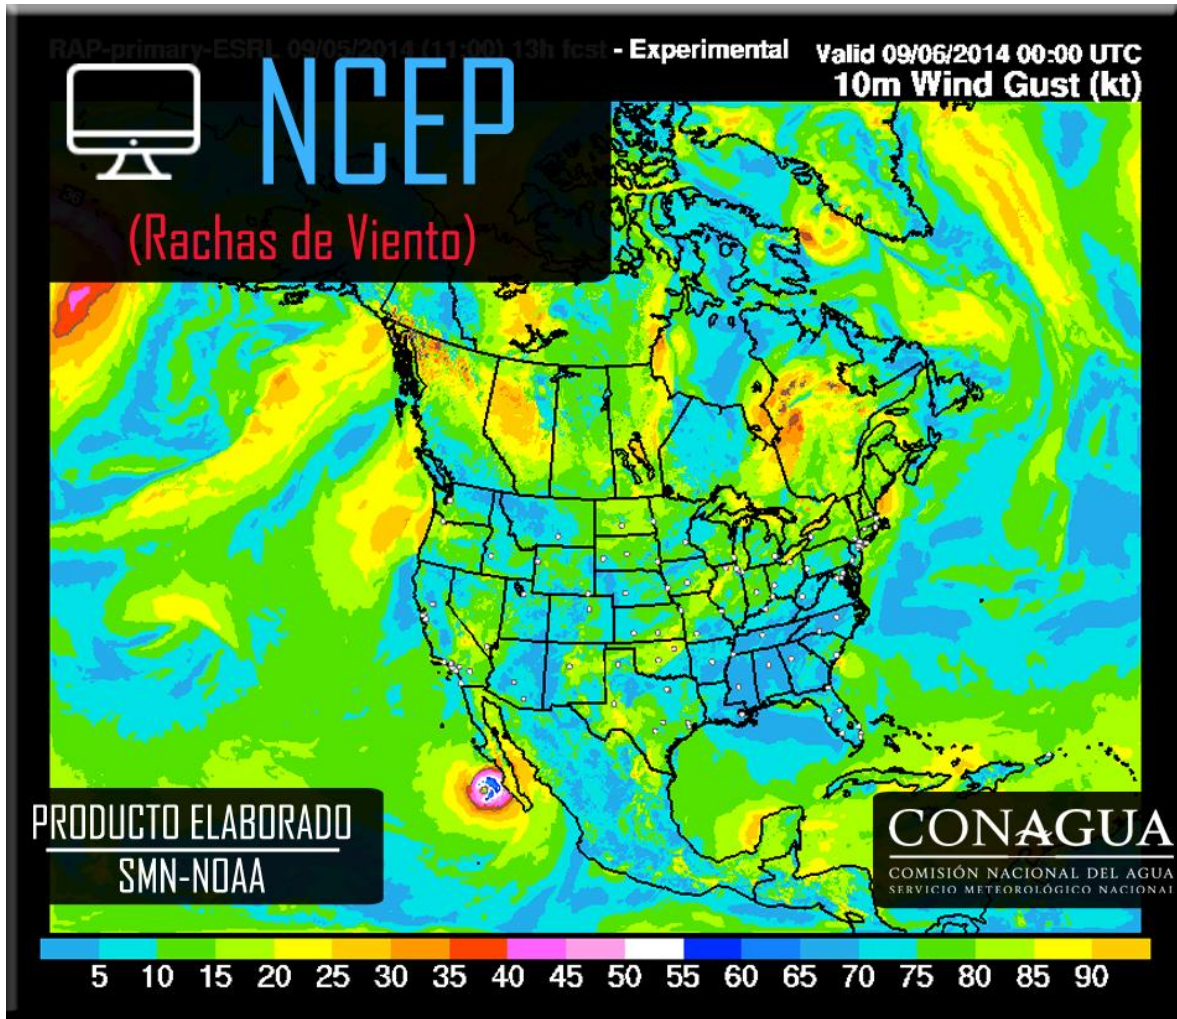 RAP-primary-ESRL 09/05/2014 (11:00) 13h fcst - Experimental
Valid 09/06/2014 00:00 UTC
10m Wind Gust (kt)
NCEP
(Rachas de Viento)
PRODUCTO ELABORADO
SMN-NOAA
CONAGUA
COMISIÓN NACIONAL DEL AGUA
SERVICIO METEOROLÓGICO NACIONAL
5 10 15 20 25 30 35 40 45 50 55 60 65 70 75 80 85 90